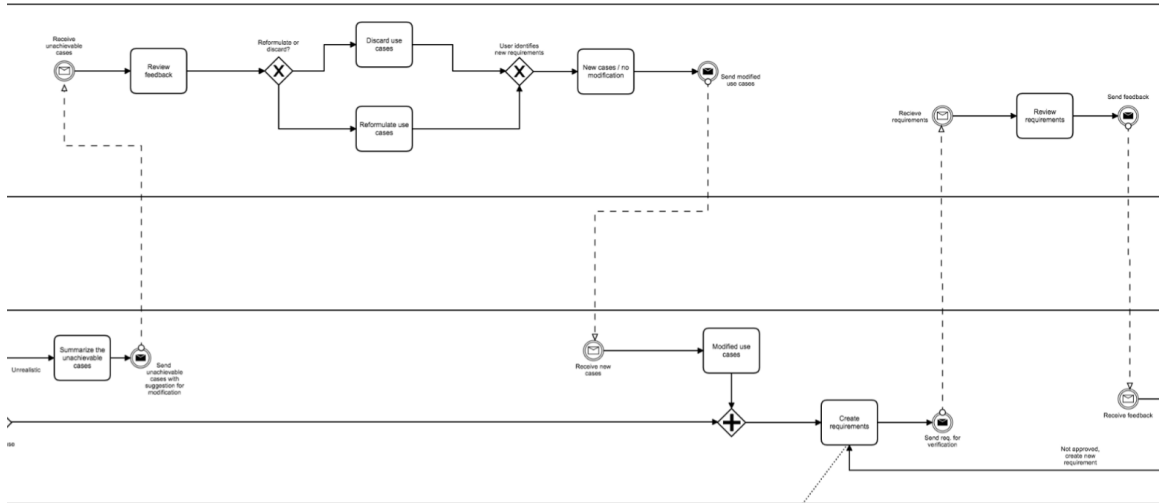 Receive
unachievable
cases
Review
feedback
Reformulate or
discard?
Discard use
cases
Reformulate use
cases
User identifies
new requirements
New cases / no
modification
Send modified
use cases
Recieve
requirements
Review
requirements
Send feedback
Unrealistic
Summarize the
unachievable
cases
Send
unachievable
cases with
suggestion for
modification
Receive new
cases
Modified use
cases
Create
requirements
Send req. for
verification
Receive feedback
Not approved,
create new
requirement